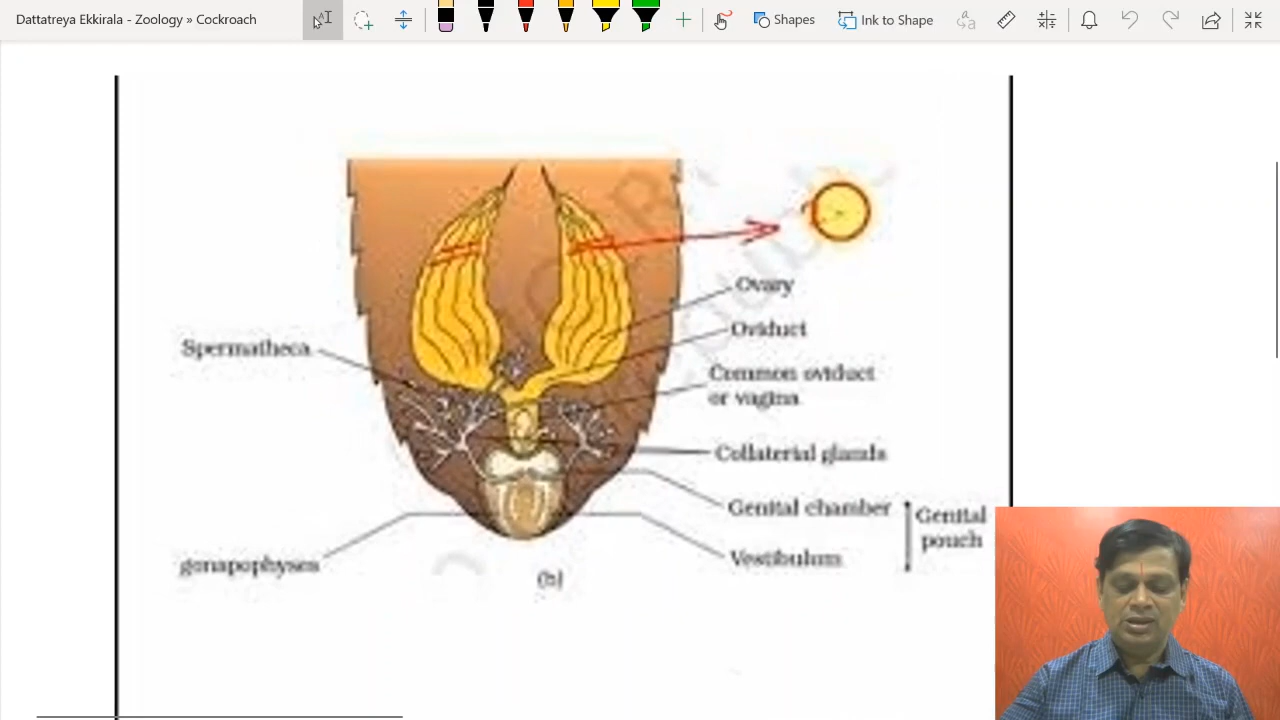 Dattatreya Ekkirala - Zoology » Cockroach
Shapes
Ink to Shape
Ovary
Oviduct
Spermatheca
Common oviduct
or vagina
Collaterial glands
Genital chamber
Genital
pouch
Vestibulum
gonapophyses
(b)